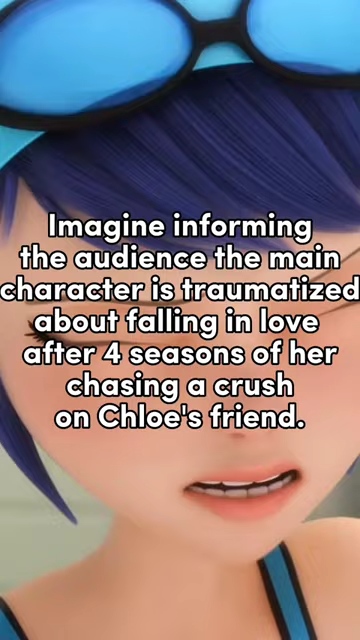 Imagine informing
the audience the main
character is traumatized
about falling in love
after 4 seasons of her
chasing a crush
on Chloe's friend.